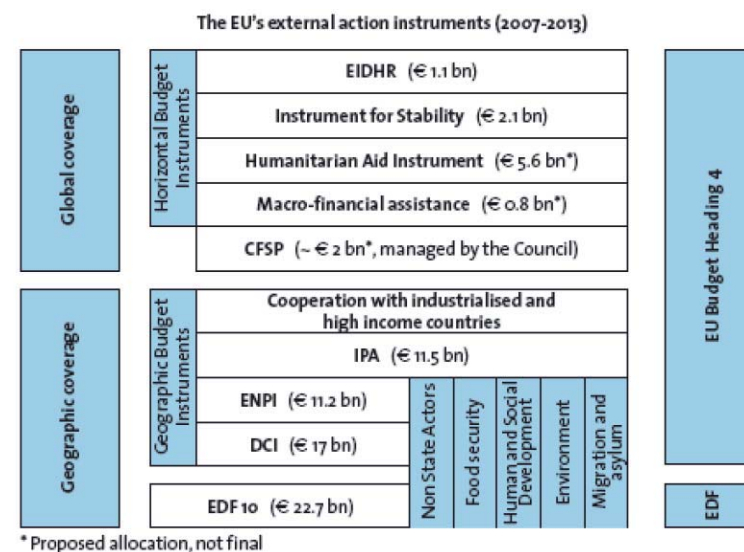 The EU's external action instruments (2007-2013)
Global coverage
Horizontal Budget
Instruments
EIDHR (€ 1.1 bn)
Instrument for Stability (€ 2.1 bn)
Humanitarian Aid Instrument (€ 5.6 bn*)
Macro-financial assistance (€ 0.8 bn*)
CFSP (~ € 2 bn*, managed by the Council)
EU Budget Heading 4
Geographic coverage
Geographic Budget
Instruments
Cooperation with industrialised and
high income countries
IPA (€ 11.5 bn)
ENPI (€ 11.2 bn)
DCI (€ 17 bn)
EDF 10 (€ 22.7 bn)
Non State Actors
Food security
Human and Social
Development
Environment
Migration and
asylum
EDF
* Proposed allocation, not final